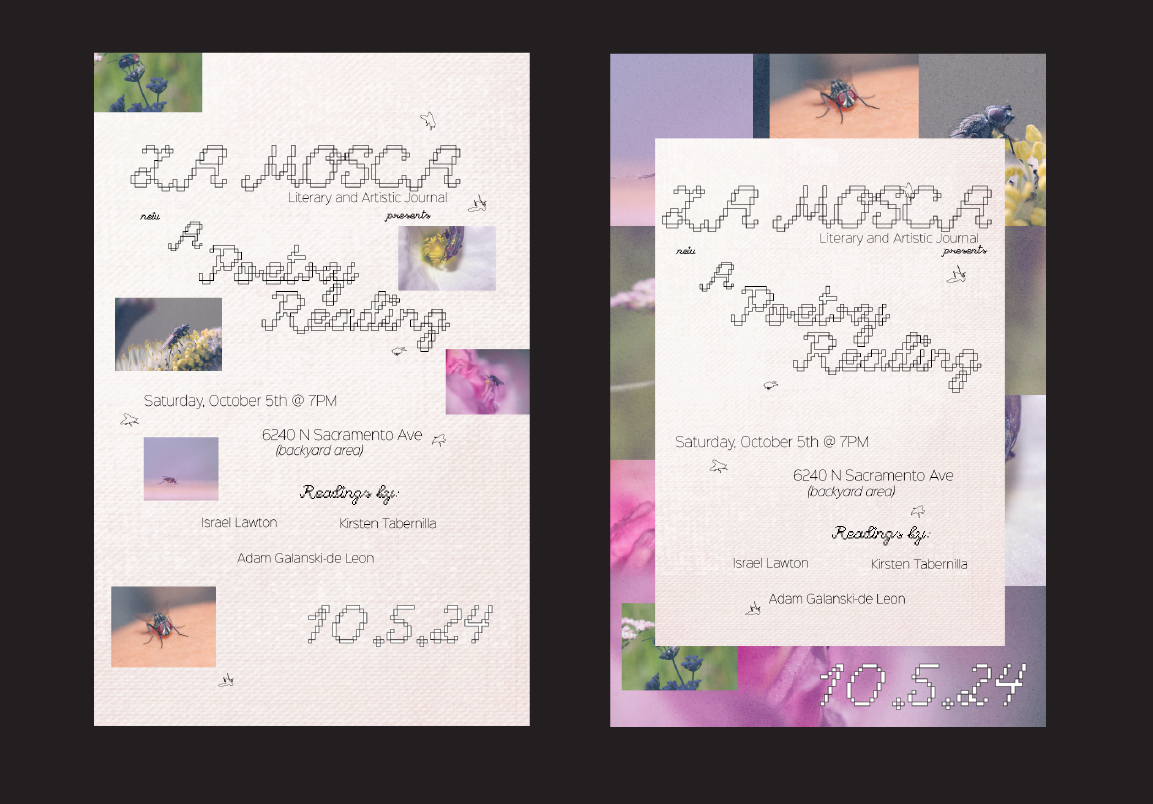 LA MOSCA
Literary and Artistic Journal
neiu presents
A
Poetry
Reading
Saturday, October 5th @ 7PM
6240 N Sacramento Ave
(backyard area)
Readings by:
Israel Lawton Kirsten Tabernilla
Adam Galanski-de Leon
10.5.24
LA MOSCA
Literary and Artistic Journal
neiu presents
A
Poetry
Reading
Saturday, October 5th @ 7PM
6240 N Sacramento Ave
(backyard area)
Readings by:
Israel Lawton Kirsten Tabernilla
Adam Galanski-de Leon
10.5.24